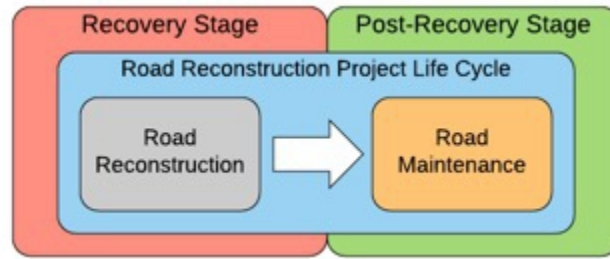 Recovery Stage
Post-Recovery Stage
Road Reconstruction Project Life Cycle
Road
Reconstruction
Road
Maintenance